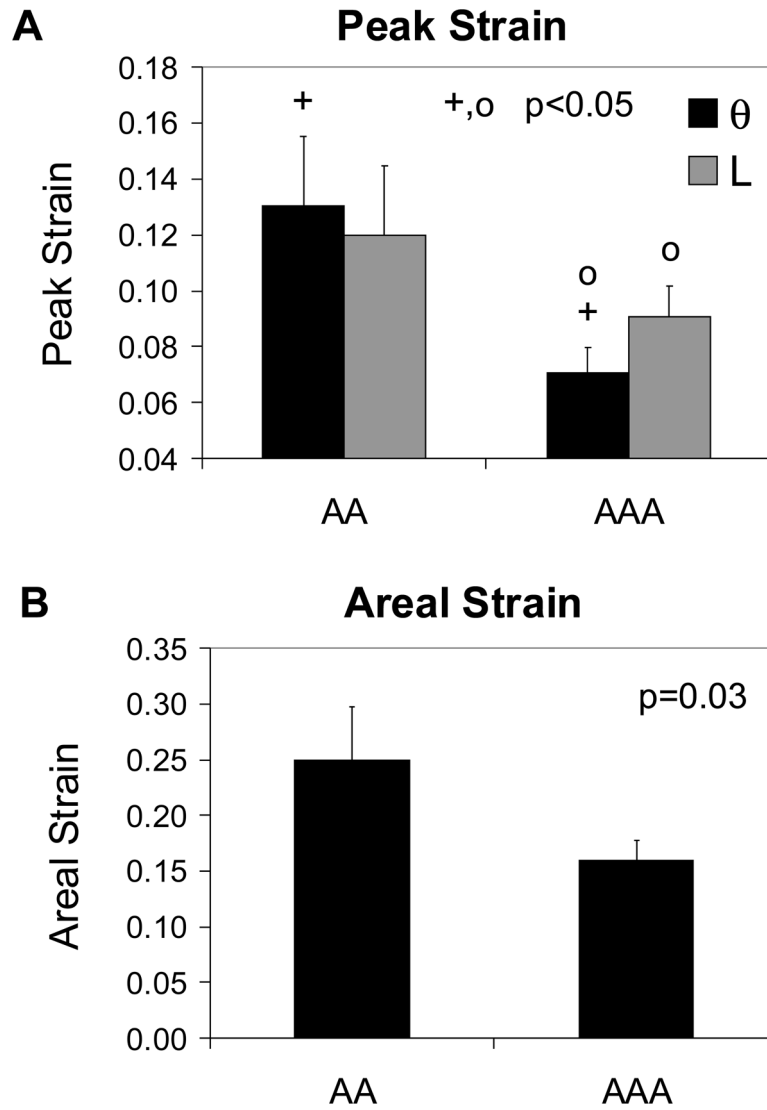 A Peak Strain
0.18
0.16
0.14
0.12
0.10
0.08
0.06
0.04
Peak Strain
+
+,o p<0.05
θ
L
o
+
o
AA AAA
B Areal Strain
0.35
0.30
0.25
0.20
0.15
0.10
0.05
0.00
Areal Strain
p=0.03
AA AAA